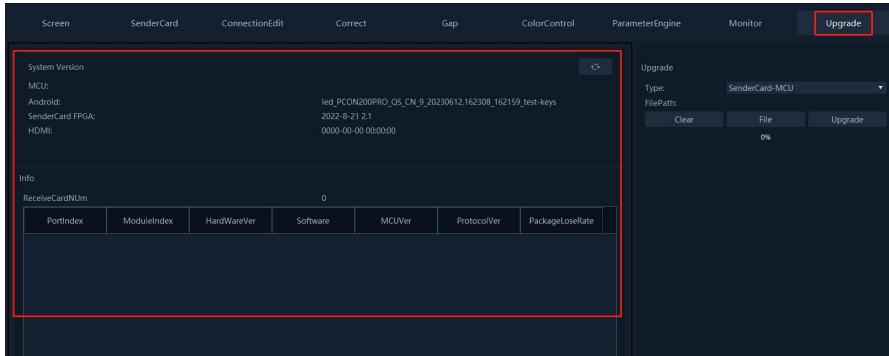 Screen SenderCard ConnectionEdit Correct Gap ColorControl ParameterEngine Monitor Upgrade
System Version
MCU:
Android: led_PCON200PRO_QS_CN_9_20230612.162308_162159_test-keys
SenderCard FPGA: 2022-8-21 2.1
HDMI: 0000-00-00 00:00:00
Info
ReceiveCardNUm 0
PortIndex ModuleIndex HardWareVer Software MCUVer ProtocolVer PackageLoseRate
Upgrade
Type: SenderCard-MCU
FilePath:
Clear File Upgrade
0%